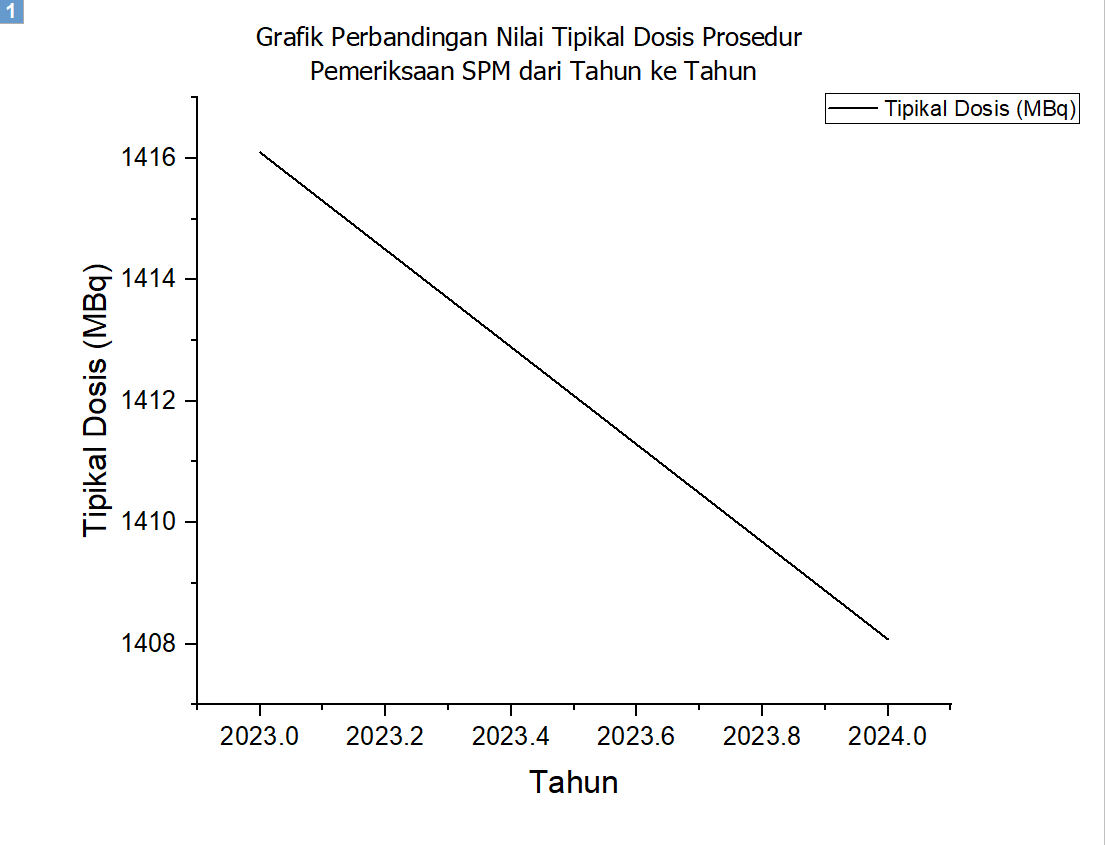 1
Grafik Perbandingan Nilai Tipikal Dosis Prosedur
Pemeriksaan SPM dari Tahun ke Tahun
Tipikal Dosis (MBq)
1416
1414
1412
1410
1408
Tipikal Dosis (MBq)
2023.0 2023.2 2023.4 2023.6 2023.8 2024.0
Tahun